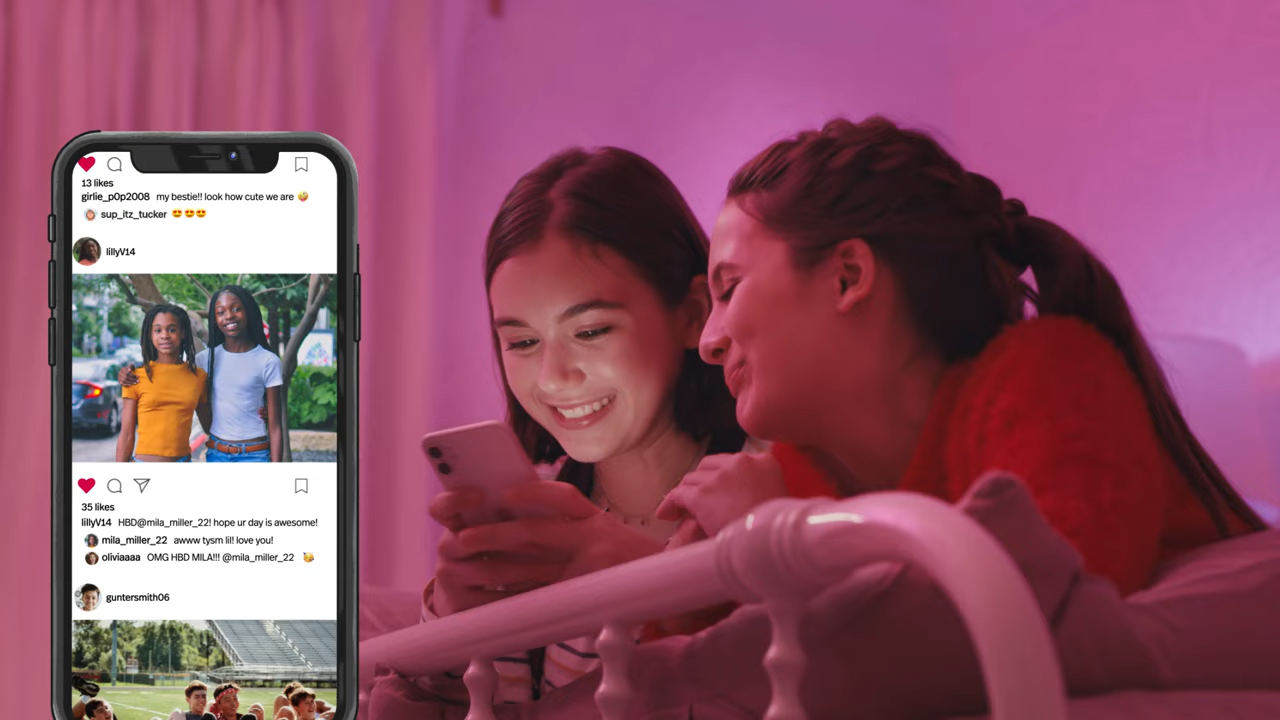 13 likes
girlie_p0p2008 my bestie!! look how cute we are 🤪
sup_itz_tucker 😍😍😍
lillyV14
35 likes
lillyV14 HBD@mila_miller_22! hope ur day is awesome!
mila_miller_22 awww tysm lil! love you!
oliviaaaa OMG HBD MILA!!! @mila_miller_22 🥳
guntersmith06